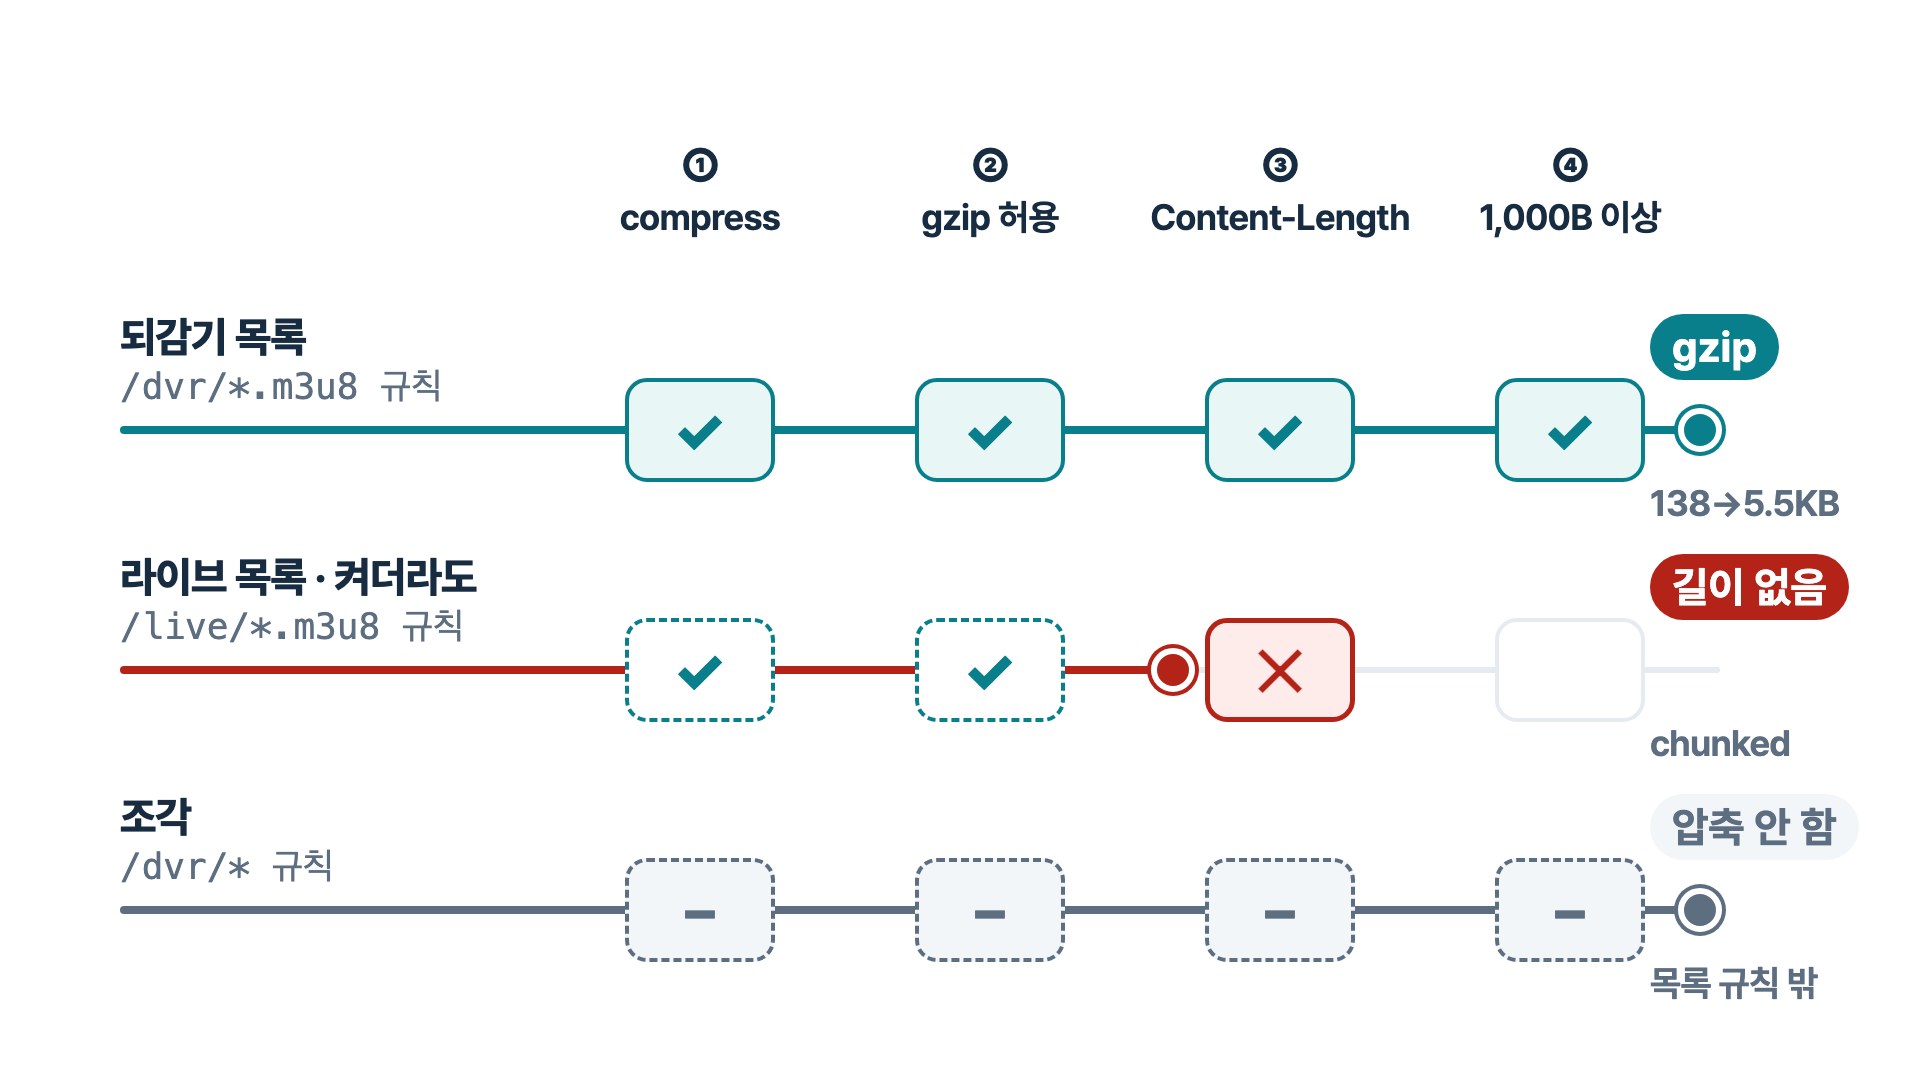 ① ② ③ ④
compress gzip 허용 Content-Length 1,000B 이상
되감기 목록
/dvr/*.m3u8 규칙
gzip
138→5.5KB
라이브 목록 · 켜더라도
/live/*.m3u8 규칙
길이 없음
chunked
조각
/dvr/* 규칙
압축 안 함
목록 규칙 밖